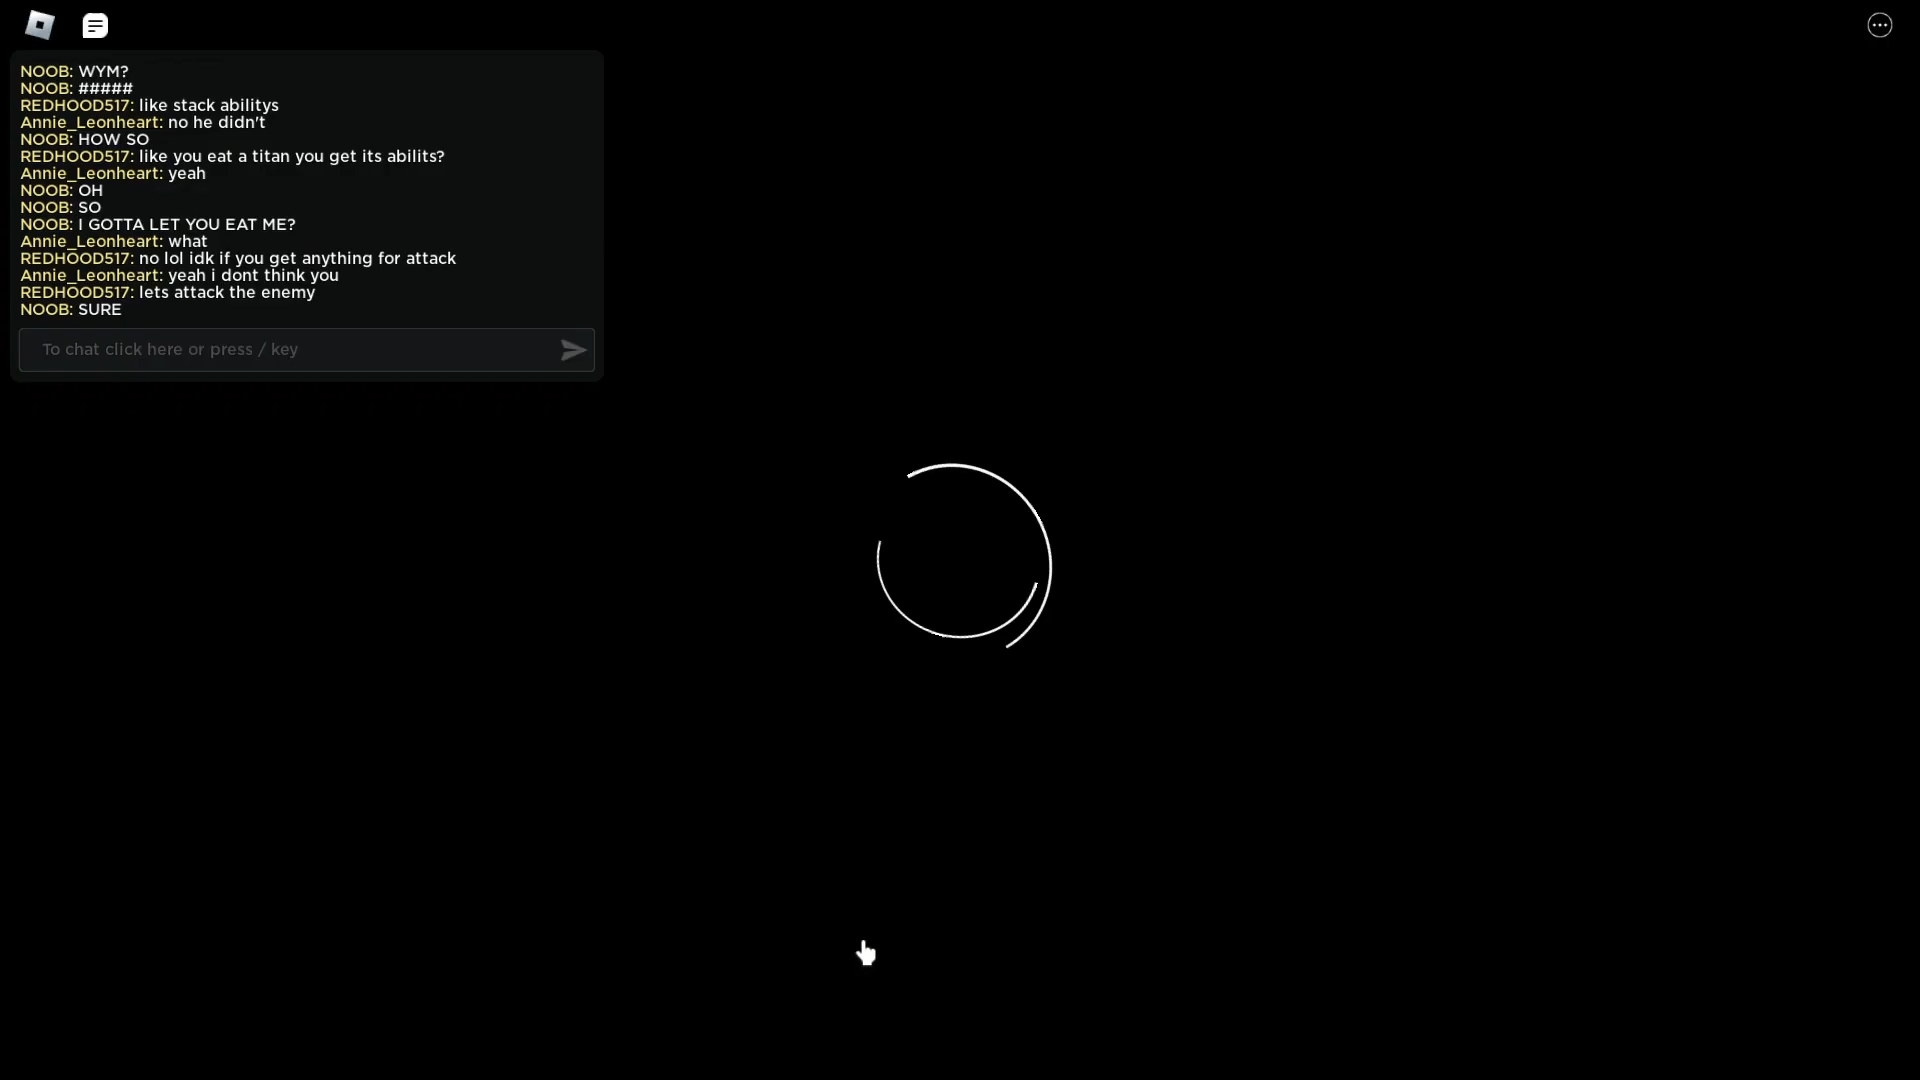 NOOB: WYM?
NOOB: #####
REDHOOD517: like stack abilitys
Annie_Leonheart: no he didn't
NOOB: HOW SO
REDHOOD517: like you eat a titan you get its abilits?
Annie_Leonheart: yeah
NOOB: OH
NOOB: SO
NOOB: I GOTTA LET YOU EAT ME?
Annie_Leonheart: what
REDHOOD517: no lol idk if you get anything for attack
Annie_Leonheart: yeah i dont think you
REDHOOD517: lets attack the enemy
NOOB: SURE
To chat click here or press / key